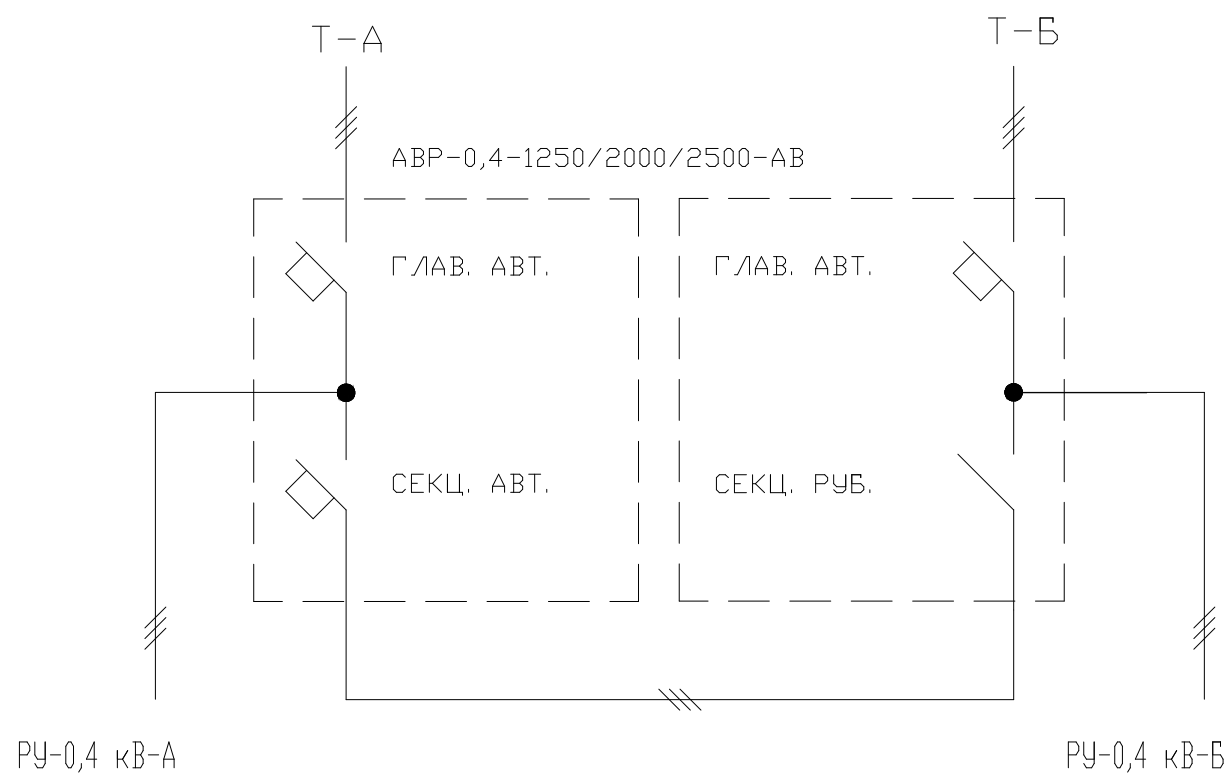 Т-А
Т-Б
АВР-0,4-1250/2000/2500-АВ
ГЛАВ. АВТ.
ГЛАВ. АВТ.
СЕКЦ. АВТ.
СЕКЦ. РУБ.
РУ-0,4 кВ-А
РУ-0,4 кВ-Б